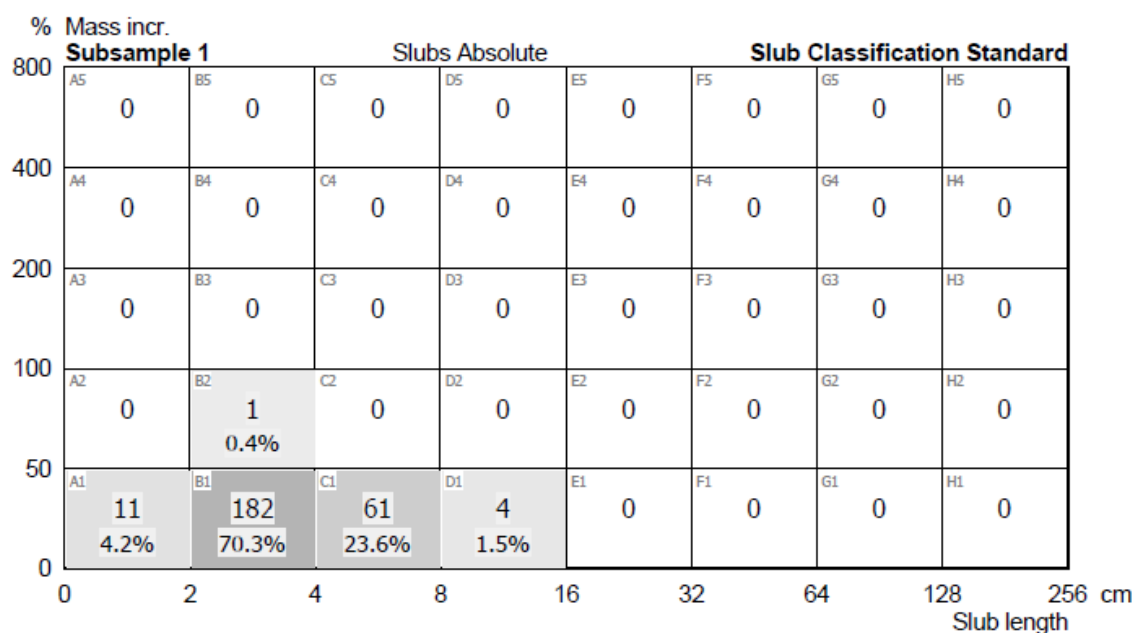 % Mass incr.
Subsample 1 Slubs Absolute Slub Classification Standard
800
A5 B5 C5 D5 E5 F5 G5 H5
0 0 0 0 0 0 0 0
400
A4 B4 C4 D4 E4 F4 G4 H4
0 0 0 0 0 0 0 0
200
A3 B3 C3 D3 E3 F3 G3 H3
0 0 0 0 0 0 0 0
100
A2 B2 C2 D2 E2 F2 G2 H2
0 1 0 0 0 0 0 0
0.4%
50
A1 B1 C1 D1 E1 F1 G1 H1
11 182 61 4 0 0 0 0
4.2% 70.3% 23.6% 1.5%
0
0 2 4 8 16 32 64 128 256 cm
Slub length